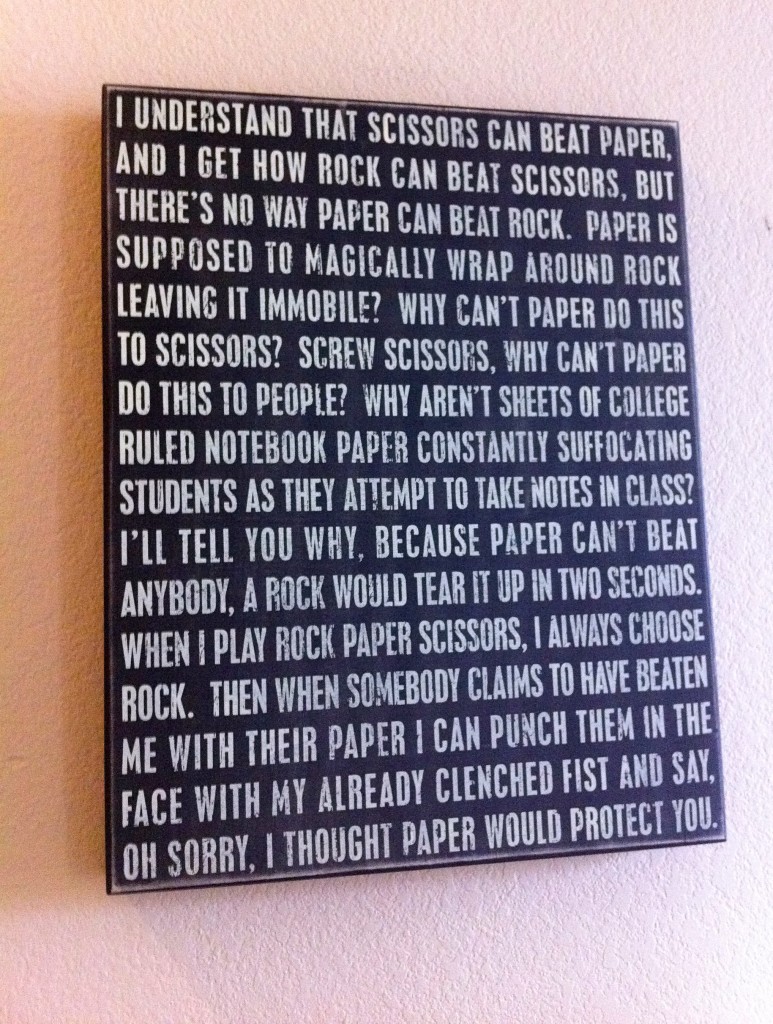 I UNDERSTAND THAT SCISSORS CAN BEAT PAPER,
AND I GET HOW ROCK CAN BEAT SCISSORS, BUT
THERE'S NO WAY PAPER CAN BEAT ROCK. PAPER IS
SUPPOSED TO MAGICALLY WRAP AROUND ROCK
LEAVING IT IMMOBILE? WHY CAN'T PAPER DO THIS
TO SCISSORS? SCREW SCISSORS, WHY CAN'T PAPER
DO THIS TO PEOPLE? WHY AREN'T SHEETS OF COLLEGE
RULED NOTEBOOK PAPER CONSTANTLY SUFFOCATING
STUDENTS AS THEY ATTEMPT TO TAKE NOTES IN CLASS?
I'LL TELL YOU WHY, BECAUSE PAPER CAN'T BEAT
ANYBODY, A ROCK WOULD TEAR IT UP IN TWO SECONDS.
WHEN I PLAY ROCK PAPER SCISSORS, I ALWAYS CHOOSE
ROCK. THEN WHEN SOMEBODY CLAIMS TO HAVE BEATEN
ME WITH THEIR PAPER I CAN PUNCH THEM IN THE
FACE WITH MY ALREADY CLENCHED FIST AND SAY,
OH SORRY, I THOUGHT PAPER WOULD PROTECT YOU.